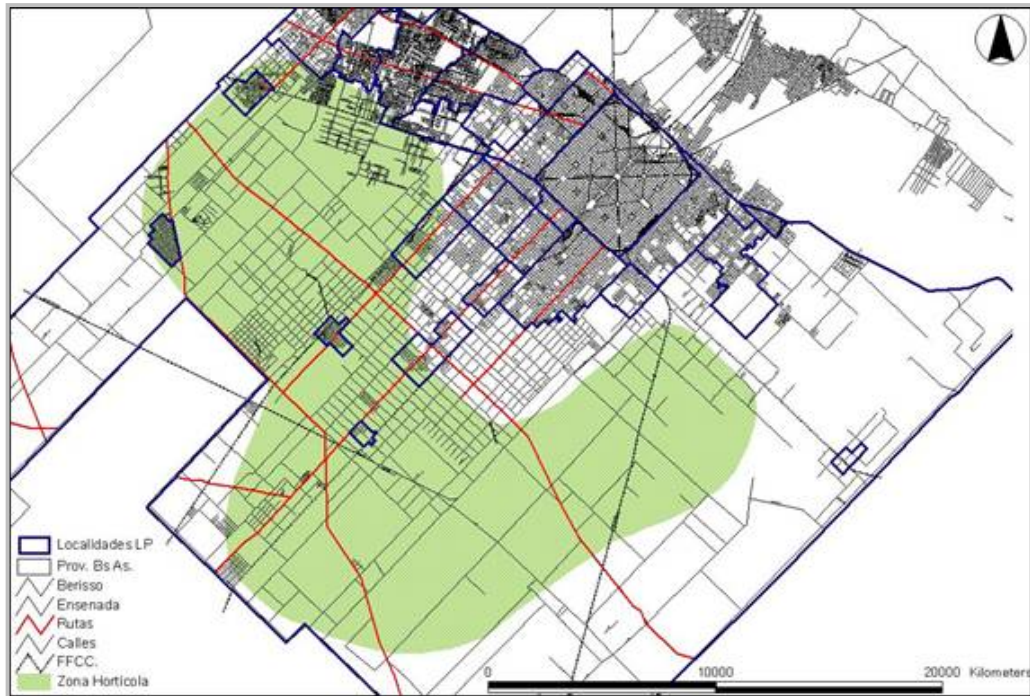 Localidades LP
Prov. Bs As.
Berisso
Ensenada
Rutas
Calles
FFCC.
Zona Hortícola
0 10000 20000 Kilometers